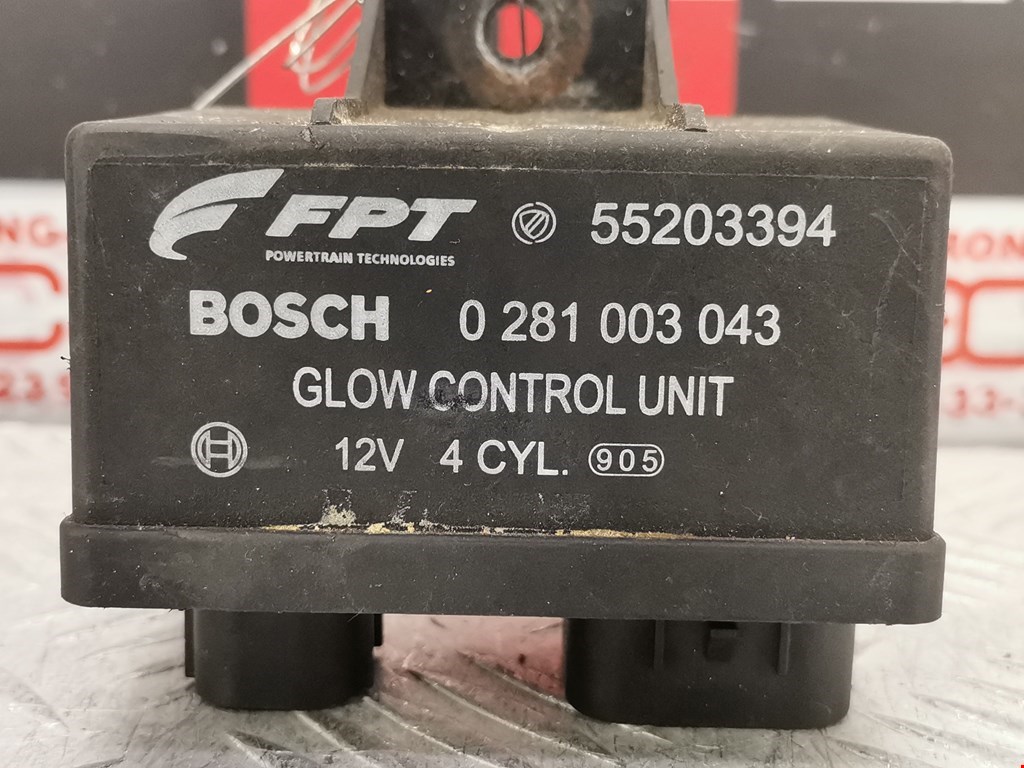 FPT 55203394
POWERTRAIN TECHNOLOGIES
BOSCH 0 281 003 043
GLOW CONTROL UNIT
12V 4 CYL. 905